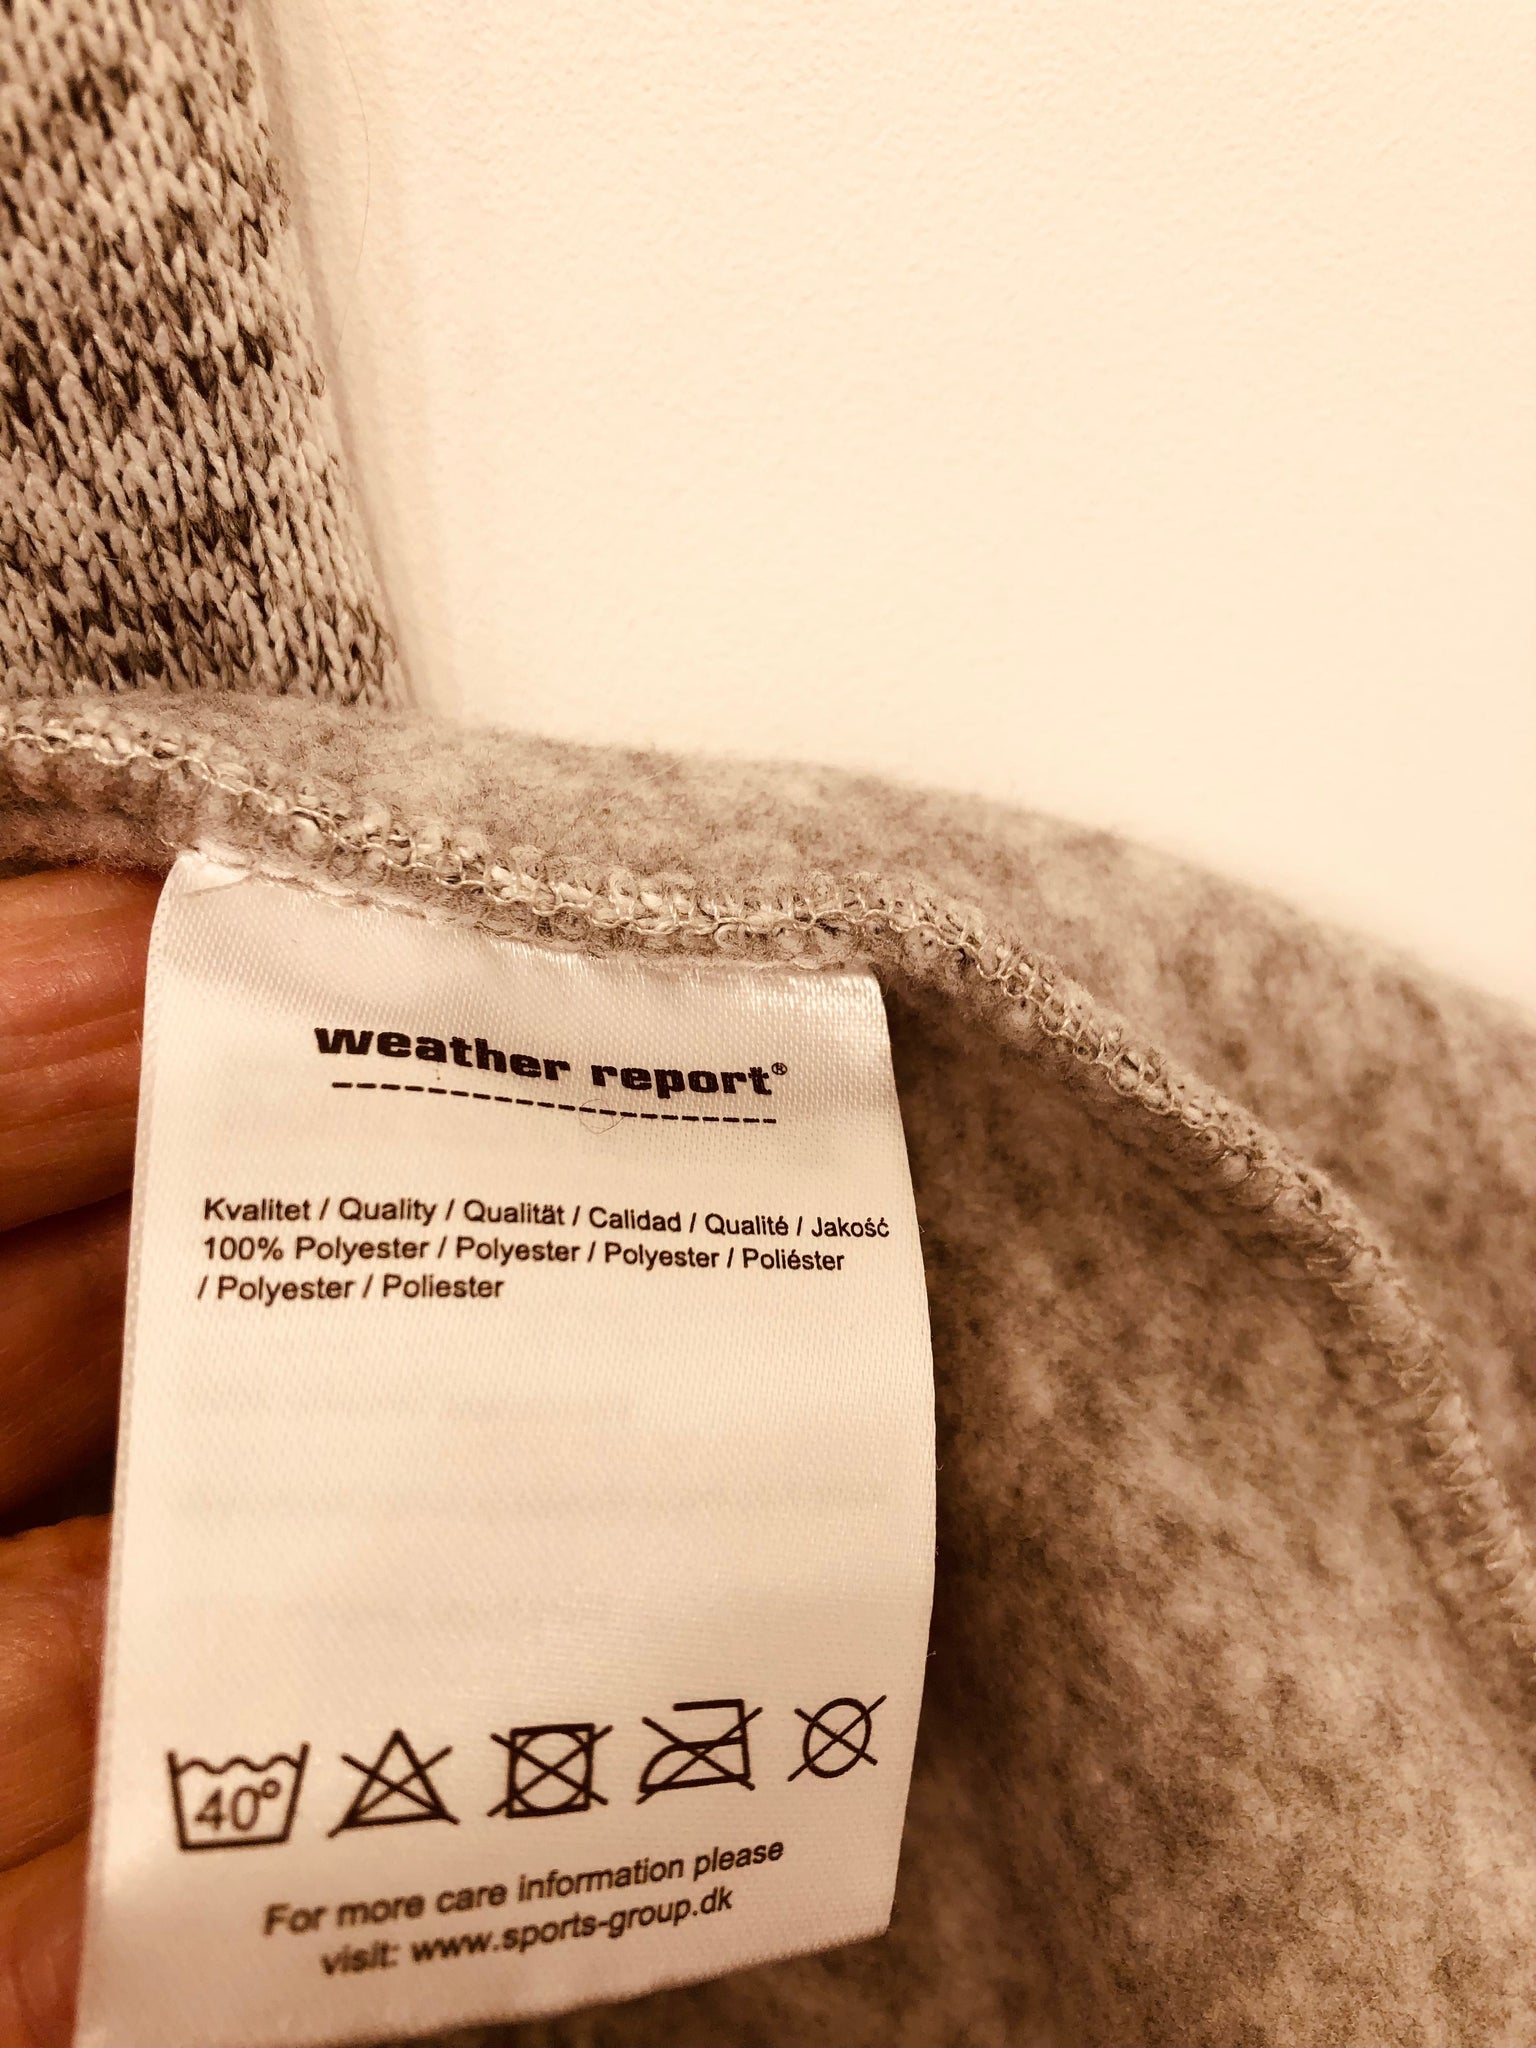 weather report®
Kvalitet / Quality / Qualität / Calidad / Qualité / Jakość
100% Polyester / Polyester / Polyester / Poliéster
/ Polyester / Poliester
40°
For more care information please
visit: www.sports-group.dk